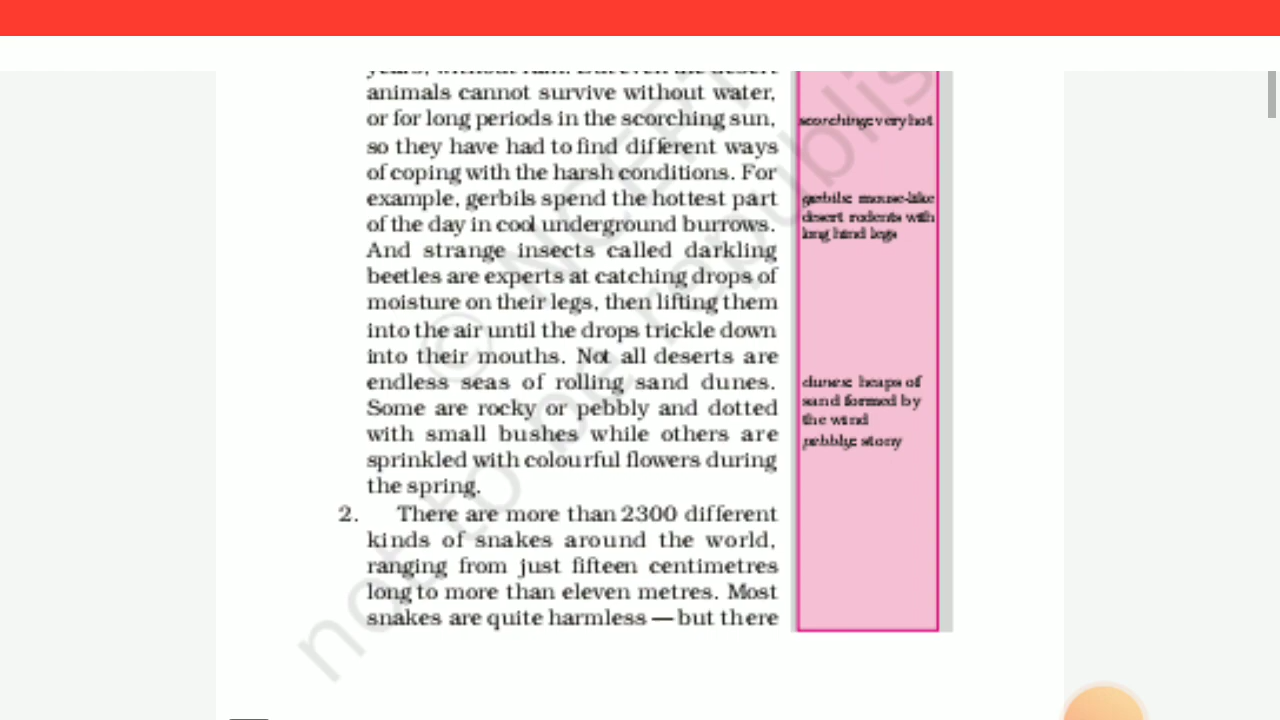 animals cannot survive without water,
or for long periods in the scorching sun,
so they have had to find different ways
of coping with the harsh conditions. For
example, gerbils spend the hottest part
of the day in cool underground burrows.
And strange insects called darkling
beetles are experts at catching drops of
moisture on their legs, then lifting them
into the air until the drops trickle down
into their mouths. Not all deserts are
endless seas of rolling sand dunes.
Some are rocky or pebbly and dotted
with small bushes while others are
sprinkled with colourful flowers during
the spring.
2. There are more than 2300 different
kinds of snakes around the world,
ranging from just fifteen centimetres
long to more than eleven metres. Most
snakes are quite harmless — but there
scorching: very hot
gerbils: mouse-like
desert rodents with
long hind legs
dunes: heaps of
sand formed by
the wind
pebbly: stony
© NCERT
not to be republis